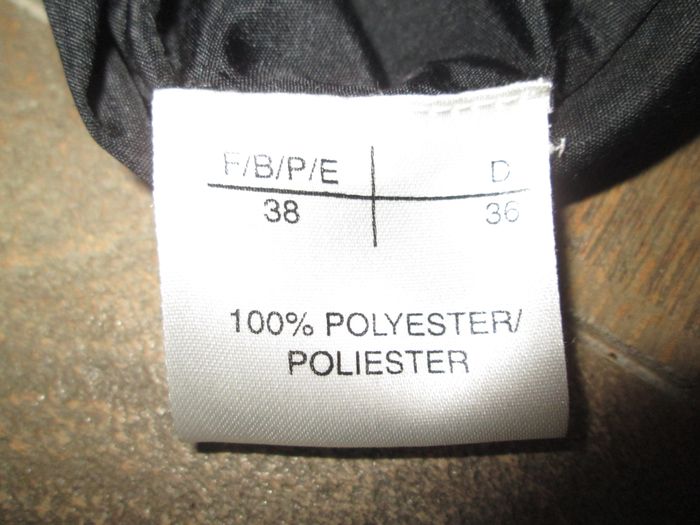 F/B/P/E D
38 36
100% POLYESTER/
POLIESTER